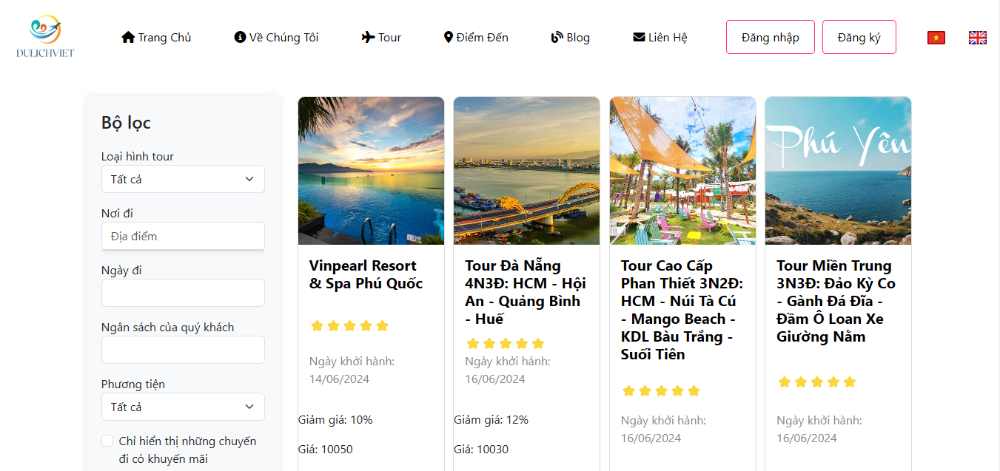 DULICHVIET
Trang Chủ
Về Chúng Tôi
Tour
Điểm Đến
Blog
Liên Hệ
Đăng nhập
Đăng ký
Bộ lọc
Loại hình tour
Tất cả
Nơi đi
Địa điểm
Ngày đi
Ngân sách của quý khách
Phương tiện
Tất cả
Chỉ hiển thị những chuyến
đi có khuyến mãi
Vinpearl Resort
& Spa Phú Quốc
Ngày khởi hành:
14/06/2024
Giảm giá: 10%
Giá: 10050
Tour Đà Nẵng
4N3Đ: HCM - Hội
An - Quảng Bình
- Huế
Ngày khởi hành:
16/06/2024
Giảm giá: 12%
Giá: 10030
Tour Cao Cấp
Phan Thiết 3N2Đ:
HCM - Núi Tà Cú
- Mango Beach -
KDL Bàu Trắng -
Suối Tiên
Ngày khởi hành:
16/06/2024
Phú Yên
Tour Miền Trung
3N3Đ: Đảo Kỳ Co
- Gành Đá Đĩa -
Đầm Ô Loan Xe
Giường Nằm
Ngày khởi hành:
16/06/2024